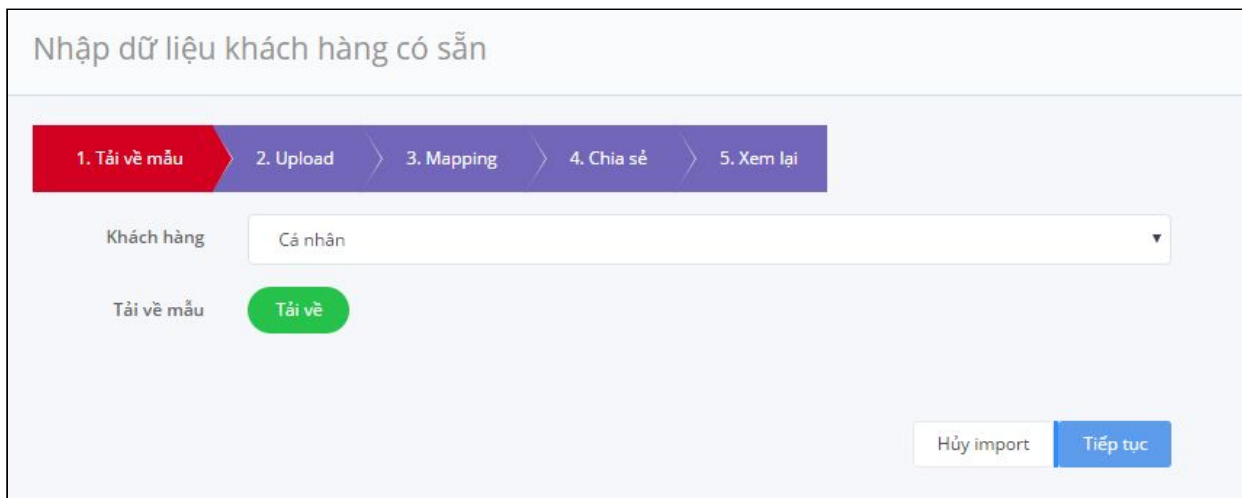 Nhập dữ liệu khách hàng có sẵn
1. Tải về mẫu 2. Upload 3. Mapping 4. Chia sẻ 5. Xem lại
Khách hàng Cá nhân
Tải về mẫu Tải về
Hủy import Tiếp tục